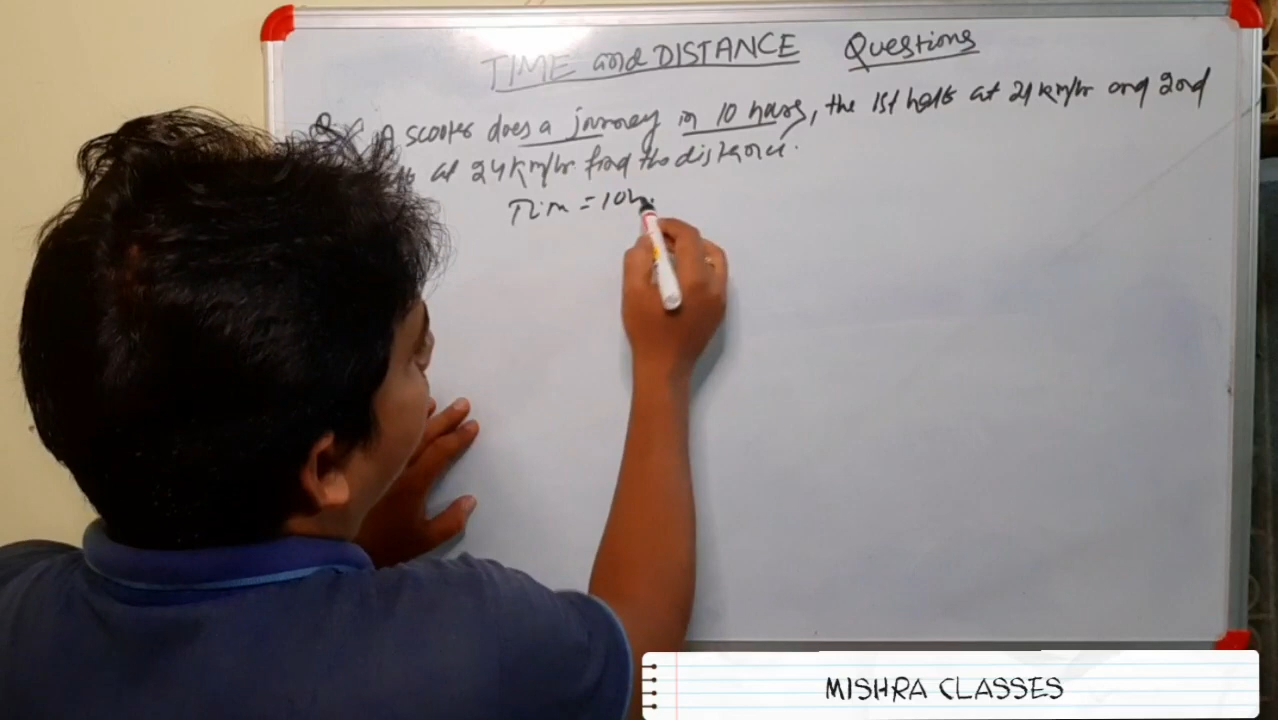 TIME and DISTANCE Questions
Q. A scooter does a journey in 10 hours, the 1st half at 21 km/hr and 2nd
at 24 km/hr. find the distance.
Tim = 10h
MISHRA CLASSES